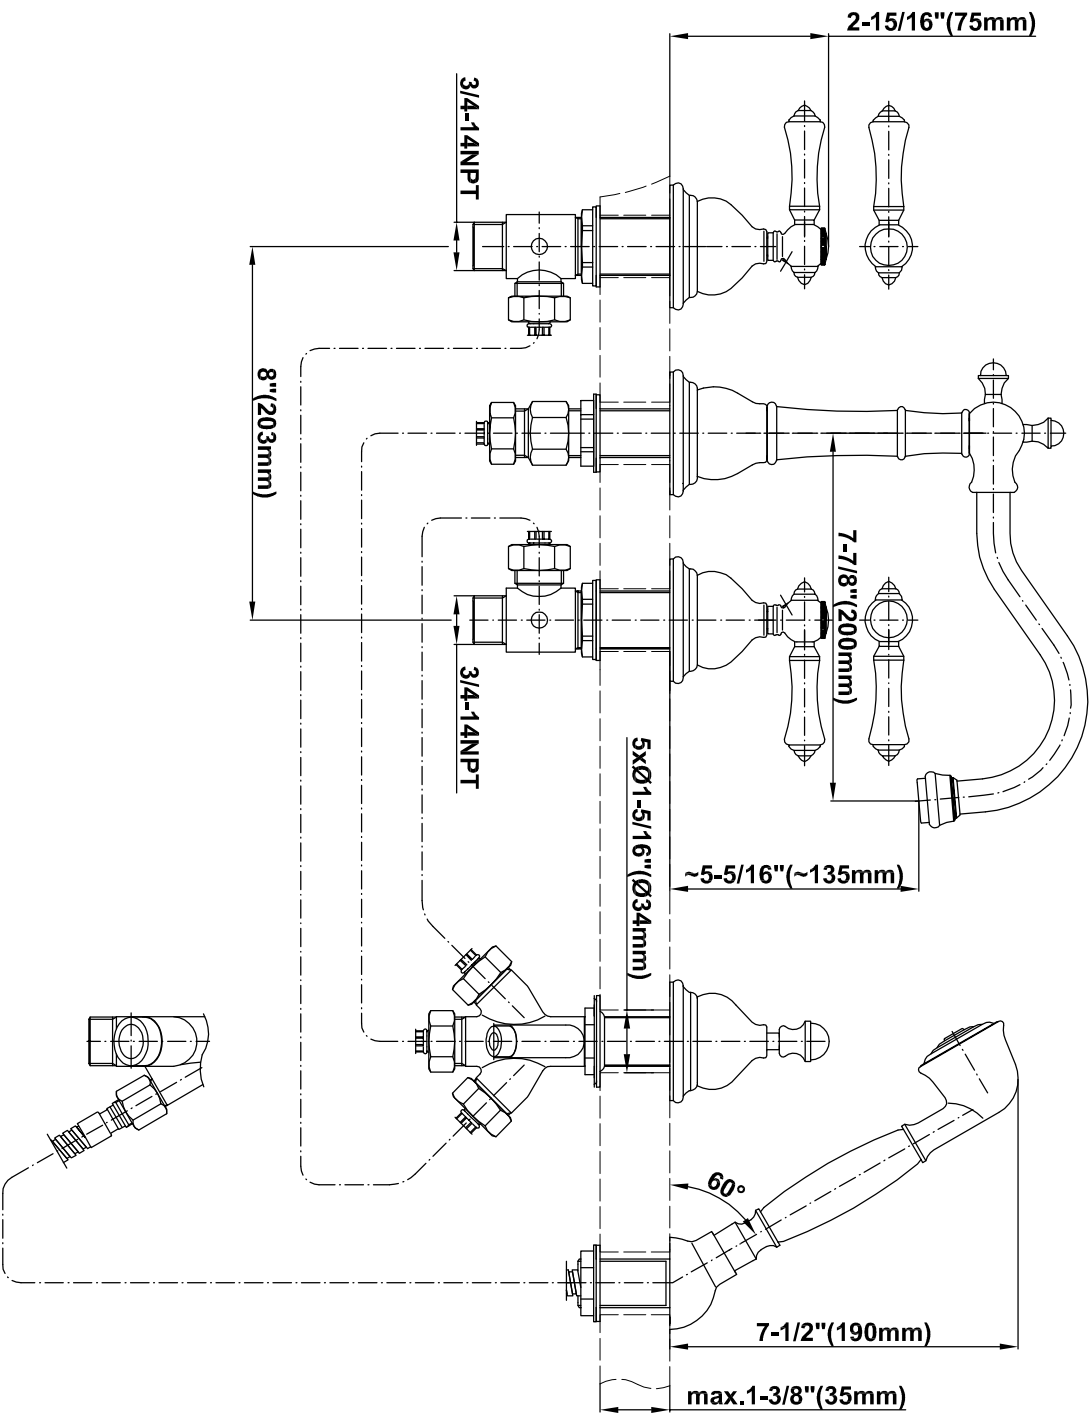 2-15/16"(75mm)
3/4-14NPT
8"(203mm)
7-7/8"(200mm)
3/4-14NPT
5xØ1-5/16"(Ø34mm)
~5-5/16"(~135mm)
60°
7-1/2"(190mm)
max.1-3/8"(35mm)